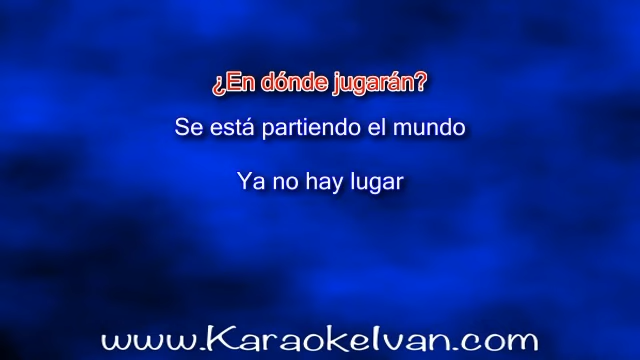 ¿En dónde jugarán?
Se está partiendo el mundo
Ya no hay lugar
www.KaraokeIvan.com